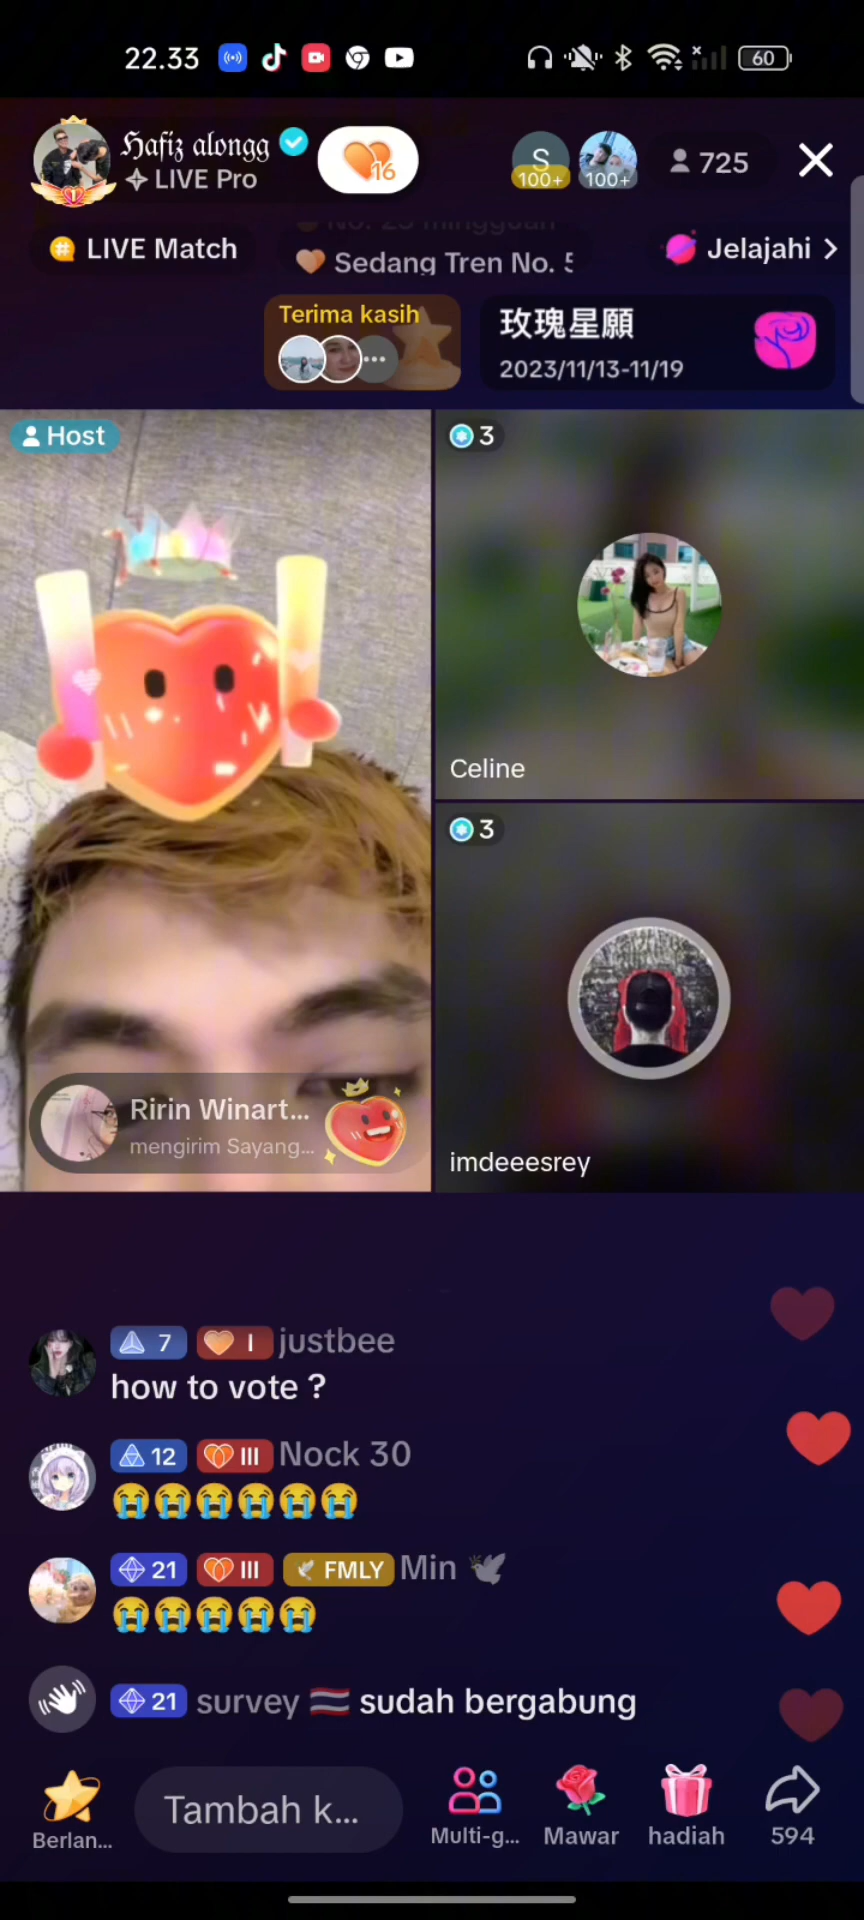 22.33
60
Hafiz alongg
LIVE Pro
16
S
100+
100+
725
LIVE Match
No. 23 mingguan
Sedang Tren No. 5
Jelajahi
Terima kasih
玫瑰星願
2023/11/13-11/19
Host
3
Celine
3
imdeeesrey
Ririn Winart...
mengirim Sayang...
7 I justbee
how to vote ?
12 III Nock 30
😭😭😭😭😭😭
21 III FMLY Min 🕊
😭😭😭😭😭
21 survey 🇹🇭 sudah bergabung
Berlan...
Tambah k...
Multi-g...
Mawar
hadiah
594